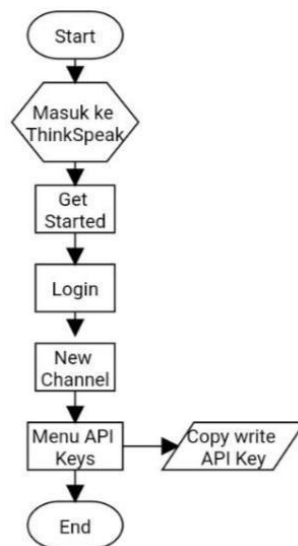 Start
Masuk ke
ThinkSpeak
Get
Started
Login
New
Channel
Menu API
Keys
Copy write
API Key
End